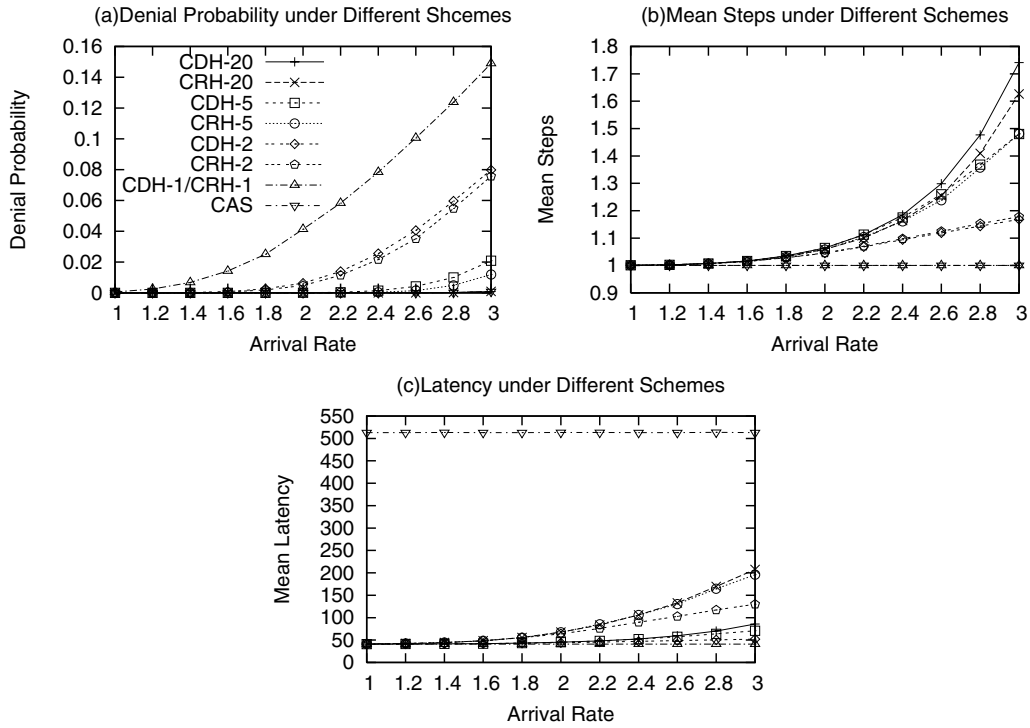 (a)Denial Probability under Different Shcemes
0.16
0.14
0.12
0.1
0.08
0.06
0.04
0.02
0
Denial Probability
CDH-20
CRH-20
CDH-5
CRH-5
CDH-2
CRH-2
CDH-1/CRH-1
CAS
1 1.2 1.4 1.6 1.8 2 2.2 2.4 2.6 2.8 3
Arrival Rate
(b)Mean Steps under Different Schemes
1.8
1.7
1.6
1.5
1.4
1.3
1.2
1.1
1
0.9
Mean Steps
1 1.2 1.4 1.6 1.8 2 2.2 2.4 2.6 2.8 3
Arrival Rate
(c)Latency under Different Schemes
550
500
450
400
350
300
250
200
150
100
50
0
Mean Latency
1 1.2 1.4 1.6 1.8 2 2.2 2.4 2.6 2.8 3
Arrival Rate